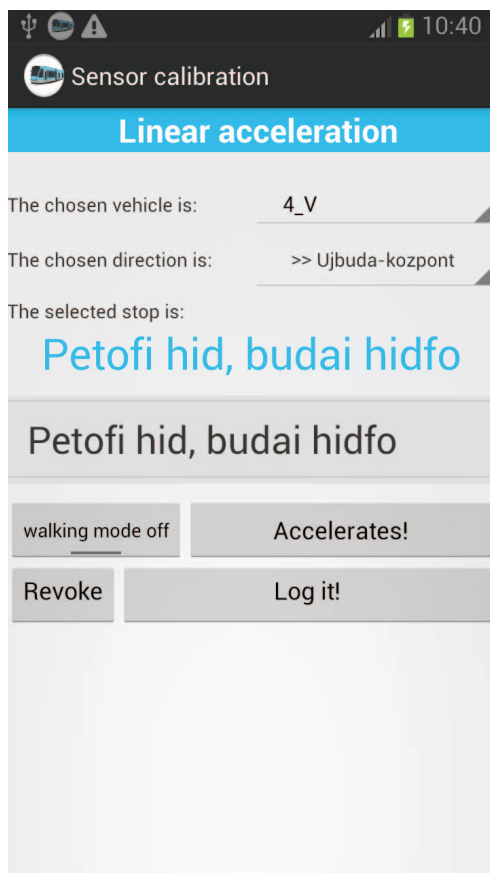 10:40
Sensor calibration
Linear acceleration
The chosen vehicle is: 4_V
The chosen direction is: >> Ujbuda-kozpont
The selected stop is:
Petofi hid, budai hidfo
Petofi hid, budai hidfo
walking mode off Accelerates!
Revoke Log it!